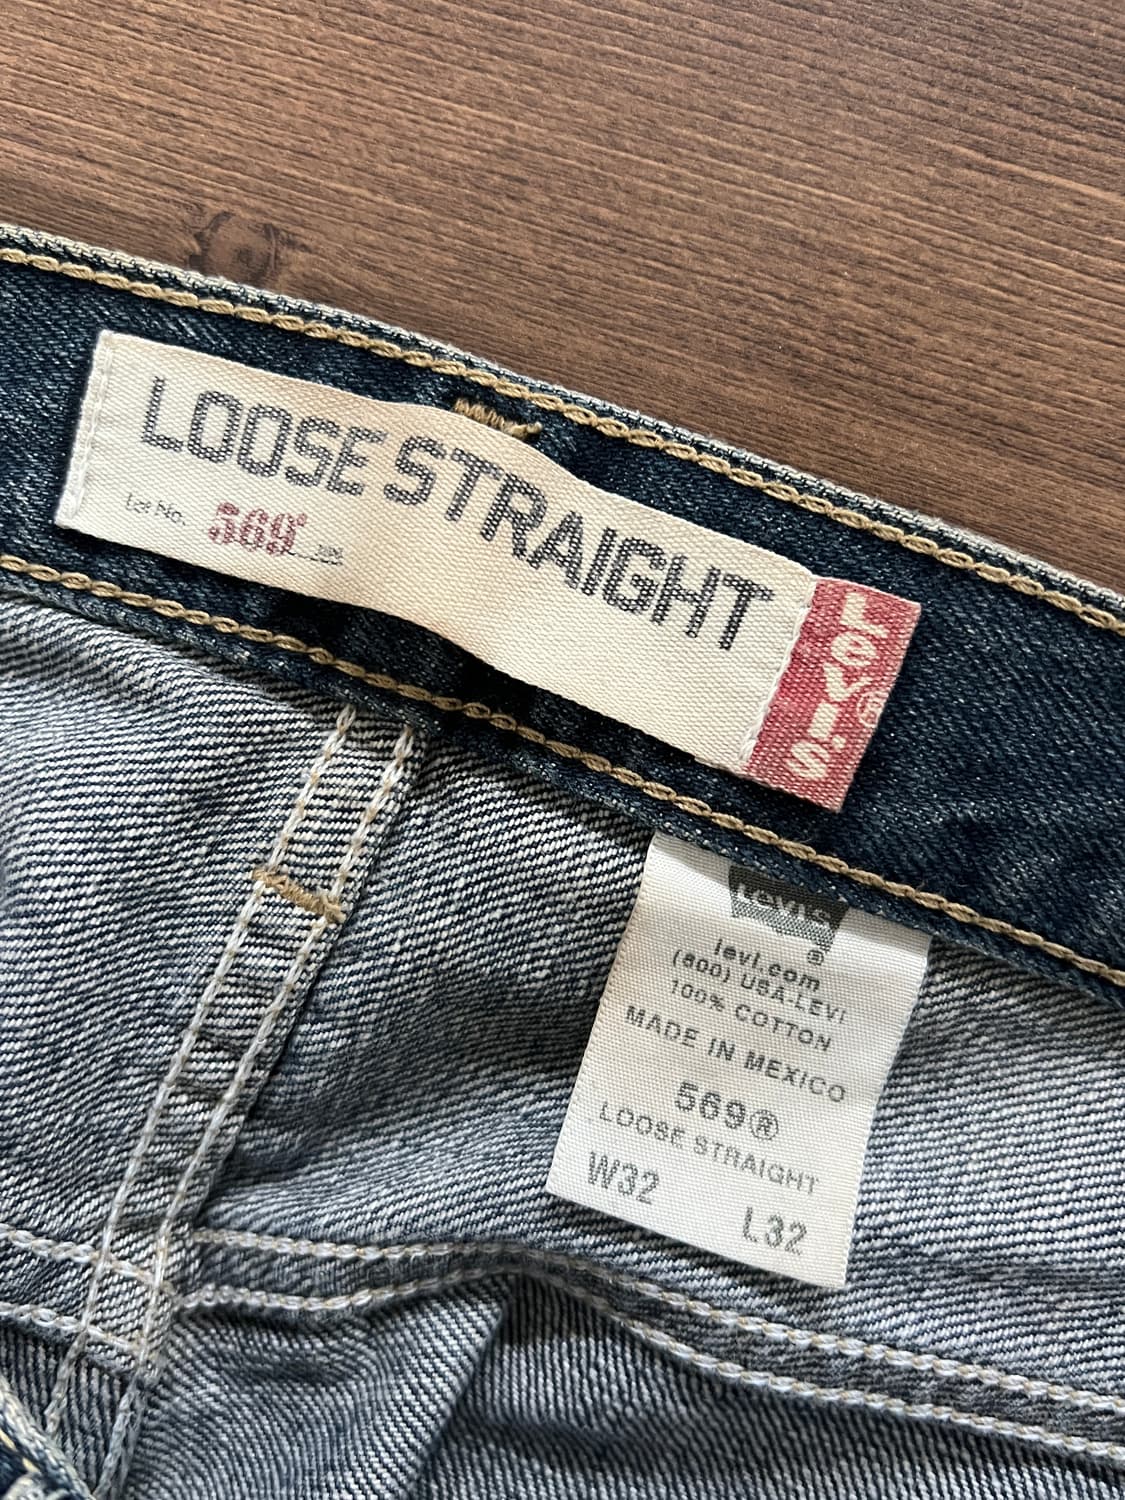 LOOSE STRAIGHT
Lot No. 569®
LEVI'S®
LEVI'S
®
levi.com
(800) USA-LEVI
100% COTTON
MADE IN MEXICO
569®
LOOSE STRAIGHT
W32 L32